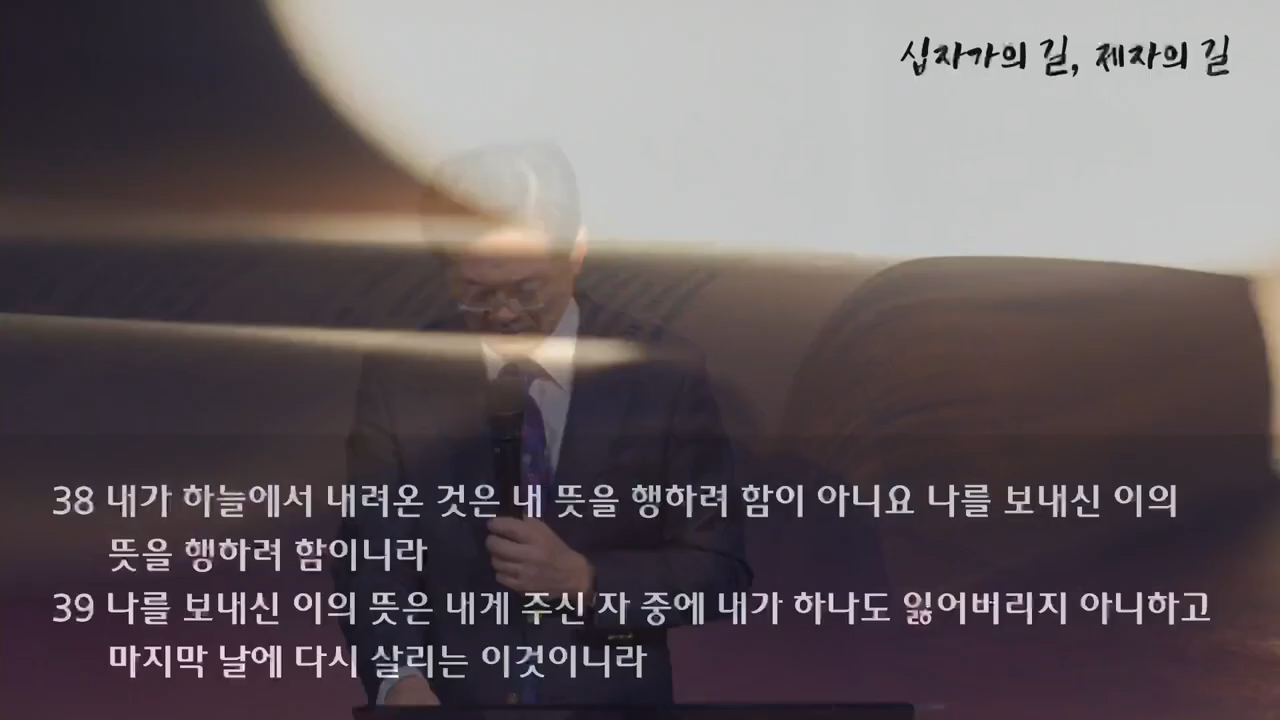 십자가의 길, 제자의 길
38 내가 하늘에서 내려온 것은 내 뜻을 행하려 함이 아니요 나를 보내신 이의
뜻을 행하려 함이니라
39 나를 보내신 이의 뜻은 내게 주신 자 중에 내가 하나도 잃어버리지 아니하고
마지막 날에 다시 살리는 이것이니라